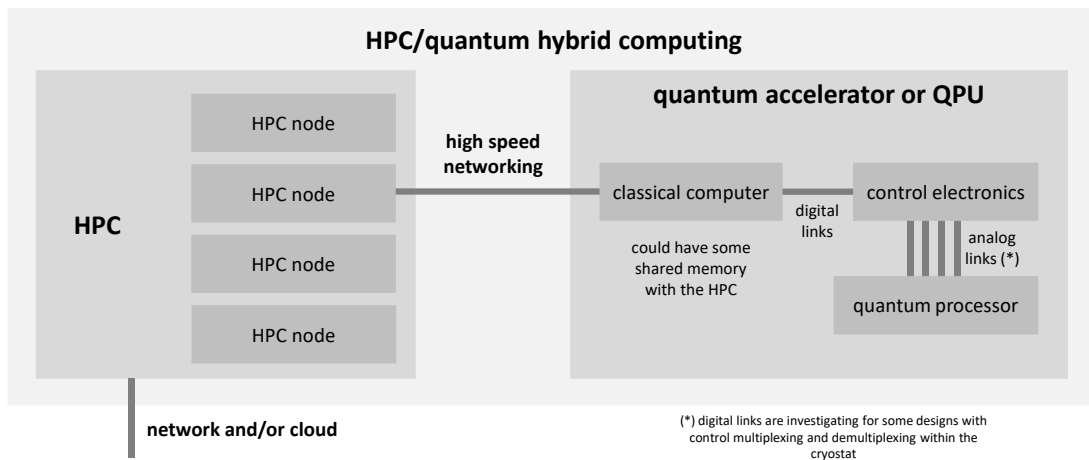 HPC/quantum hybrid computing
HPC
HPC node
HPC node
HPC node
HPC node
high speed
networking
quantum accelerator or QPU
classical computer
could have some
shared memory
with the HPC
digital
links
control electronics
analog
links (*)
quantum processor
network and/or cloud
(*) digital links are investigating for some designs with
control multiplexing and demultiplexing within the
cryostat